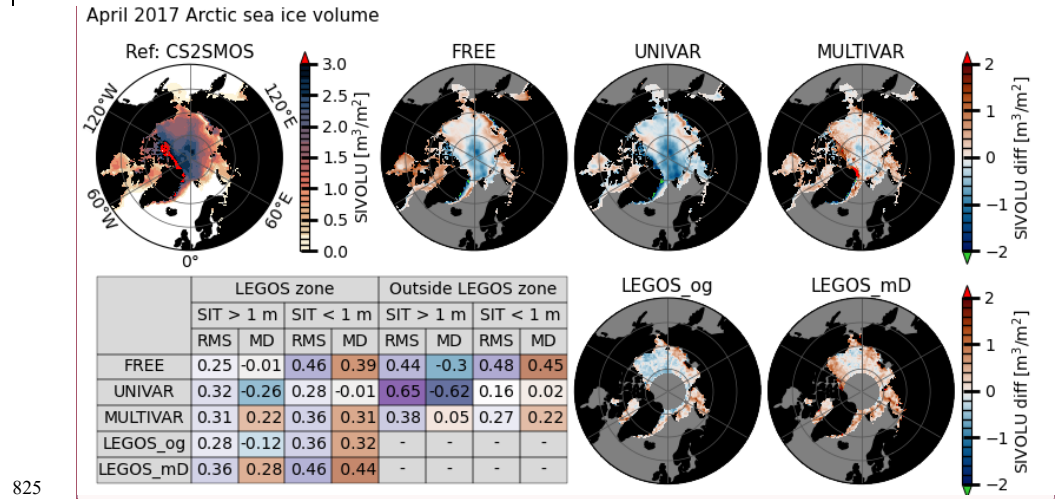 April 2017 Arctic sea ice volume
Ref: CS2SMOS
FREE
UNIVAR
MULTIVAR
120°W
120°E
60°W
60°E
0°
3.0
2.5
2.0
1.5
1.0
0.5
0.0
SIVOLU [m³/m²]
2
1
0
−1
−2
SIVOLU diff [m³/m²]
LEGOS zone Outside LEGOS zone
SIT > 1 m SIT < 1 m SIT > 1 m SIT < 1 m
RMS MD RMS MD RMS MD RMS MD
FREE 0.25 -0.01 0.46 0.39 0.44 -0.3 0.48 0.45
UNIVAR 0.32 -0.26 0.28 -0.01 0.65 -0.62 0.16 0.02
MULTIVAR 0.31 0.22 0.36 0.31 0.38 0.05 0.27 0.22
LEGOS_og 0.28 -0.12 0.36 0.32 - - - -
LEGOS_mD 0.36 0.28 0.46 0.44 - - - -
LEGOS_og
LEGOS_mD
2
1
0
−1
−2
SIVOLU diff [m³/m²]
825